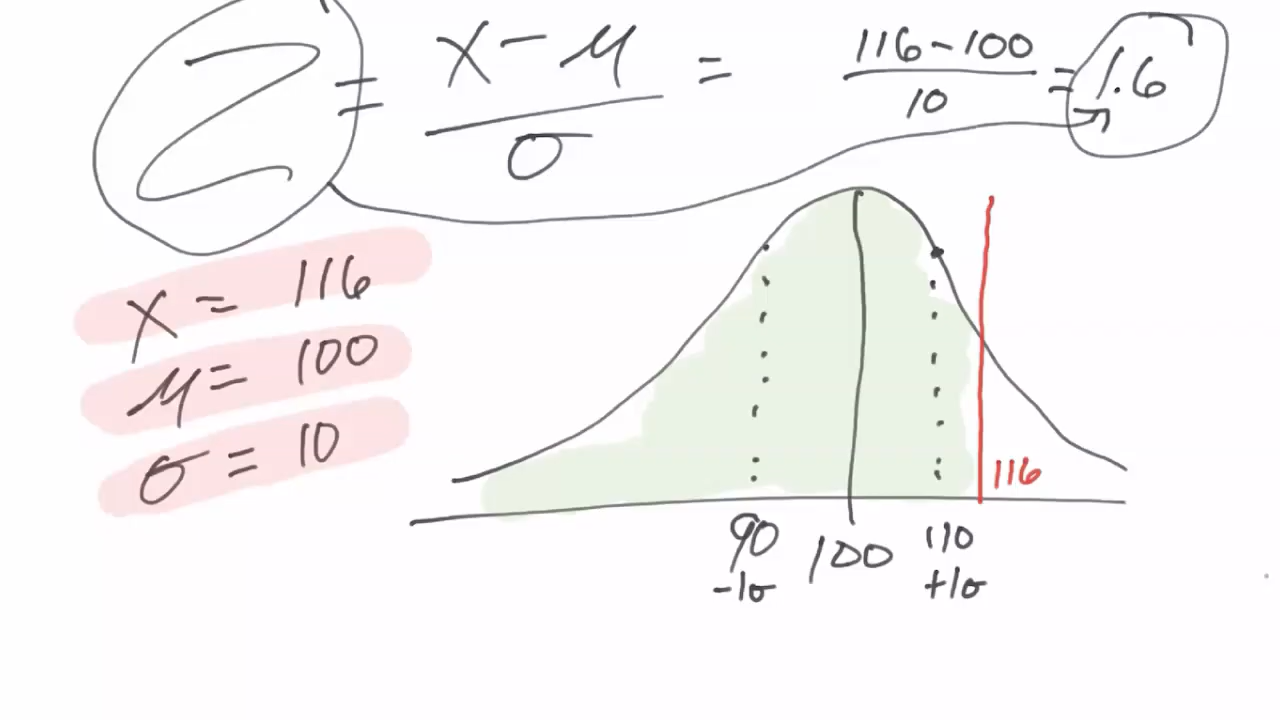 Z = X - μ / σ = 116 - 100 / 10 = 1.6
X = 116
μ = 100
σ = 10
116
90 100 110
-1σ +1σ